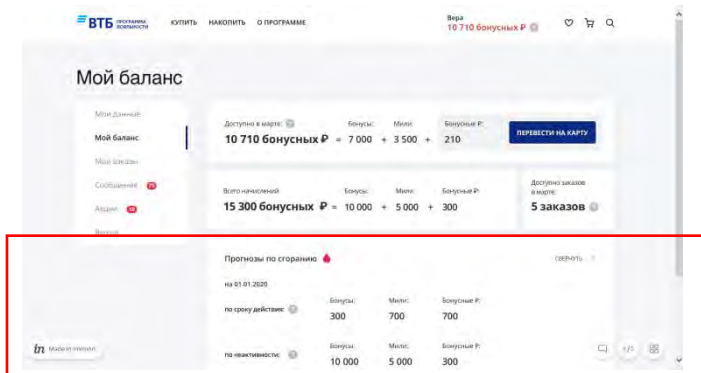 ВТБ ПРОГРАММА ЛОЯЛЬНОСТИ КУПИТЬ НАКОПИТЬ О ПРОГРАММЕ
Вера
10 710 бонусных ₽
Мой баланс
Мои данные
Мой баланс
Мои заказы
Сообщения
Акции
Выход
Доступно в марте: Бонусы: Мили: Бонусные ₽:
10 710 бонусных ₽ = 7 000 + 3 500 + 210 ПЕРЕВЕСТИ НА КАРТУ
Всего начислений Бонусы: Мили: Бонусные ₽:
15 300 бонусных ₽ = 10 000 + 5 000 + 300
Доступно заказов
в марте:
5 заказов
Прогнозы по сгоранию СВЕРНУТЬ
на 01.01.2020
по сроку действия: Бонусы: Мили: Бонусные ₽:
300 700 700
по неактивности: Бонусы: Мили: Бонусные ₽:
10 000 5 000 300
in Made in InVision